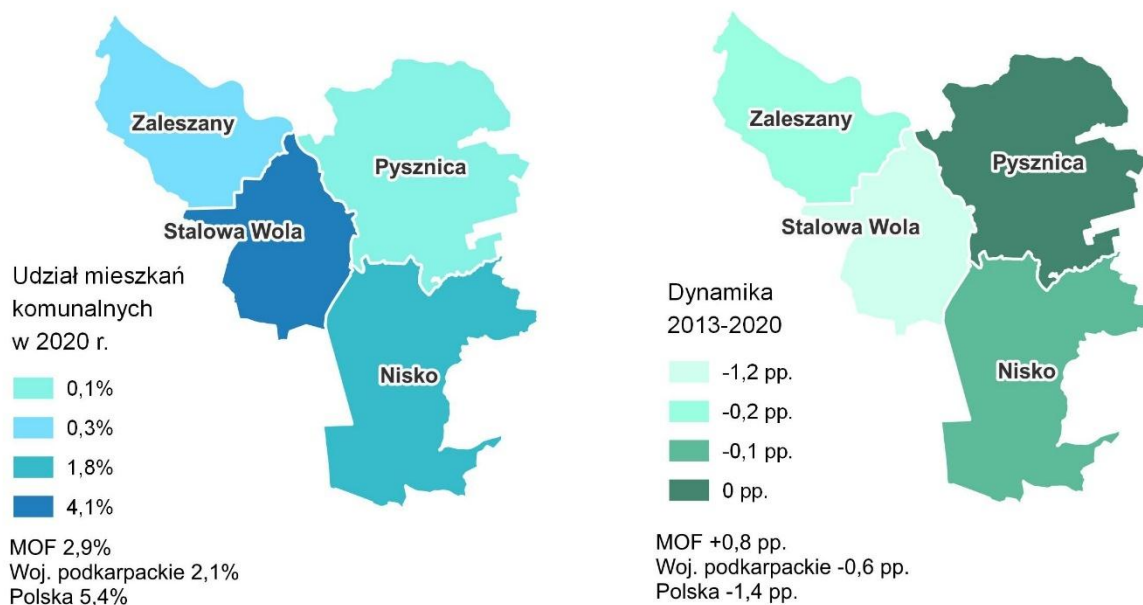 Zaleszany
Pysznica
Stalowa Wola
Nisko
Udział mieszkań
komunalnych
w 2020 r.
0,1%
0,3%
1,8%
4,1%
MOF 2,9%
Woj. podkarpackie 2,1%
Polska 5,4%
Zaleszany
Pysznica
Stalowa Wola
Nisko
Dynamika
2013-2020
-1,2 pp.
-0,2 pp.
-0,1 pp.
0 pp.
MOF +0,8 pp.
Woj. podkarpackie -0,6 pp.
Polska -1,4 pp.